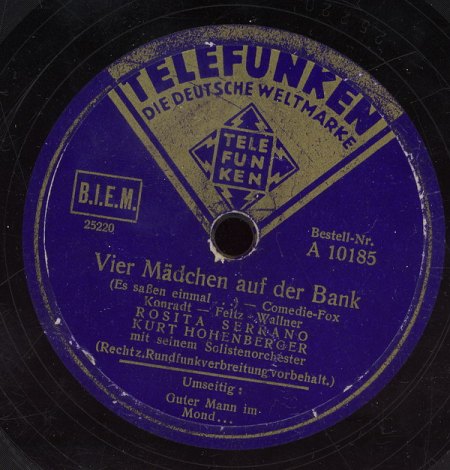 TELEFUNKEN
DIE DEUTSCHE WELTMARKE
TELE
FUN
KEN
B.I.E.M.
25220
Bestell-Nr.
A 10185
Vier Mädchen auf der Bank
(Es saßen einmal . . .) — Comedie-Fox
Konradt — Feltz - Wallner
ROSITA SERRANO
KURT HOHENBERGER
mit seinem Solistenorchester
(Rechtz.Rundfunkverbreitung vorbehalt.)
Umseitig:
Guter Mann im
Mond...